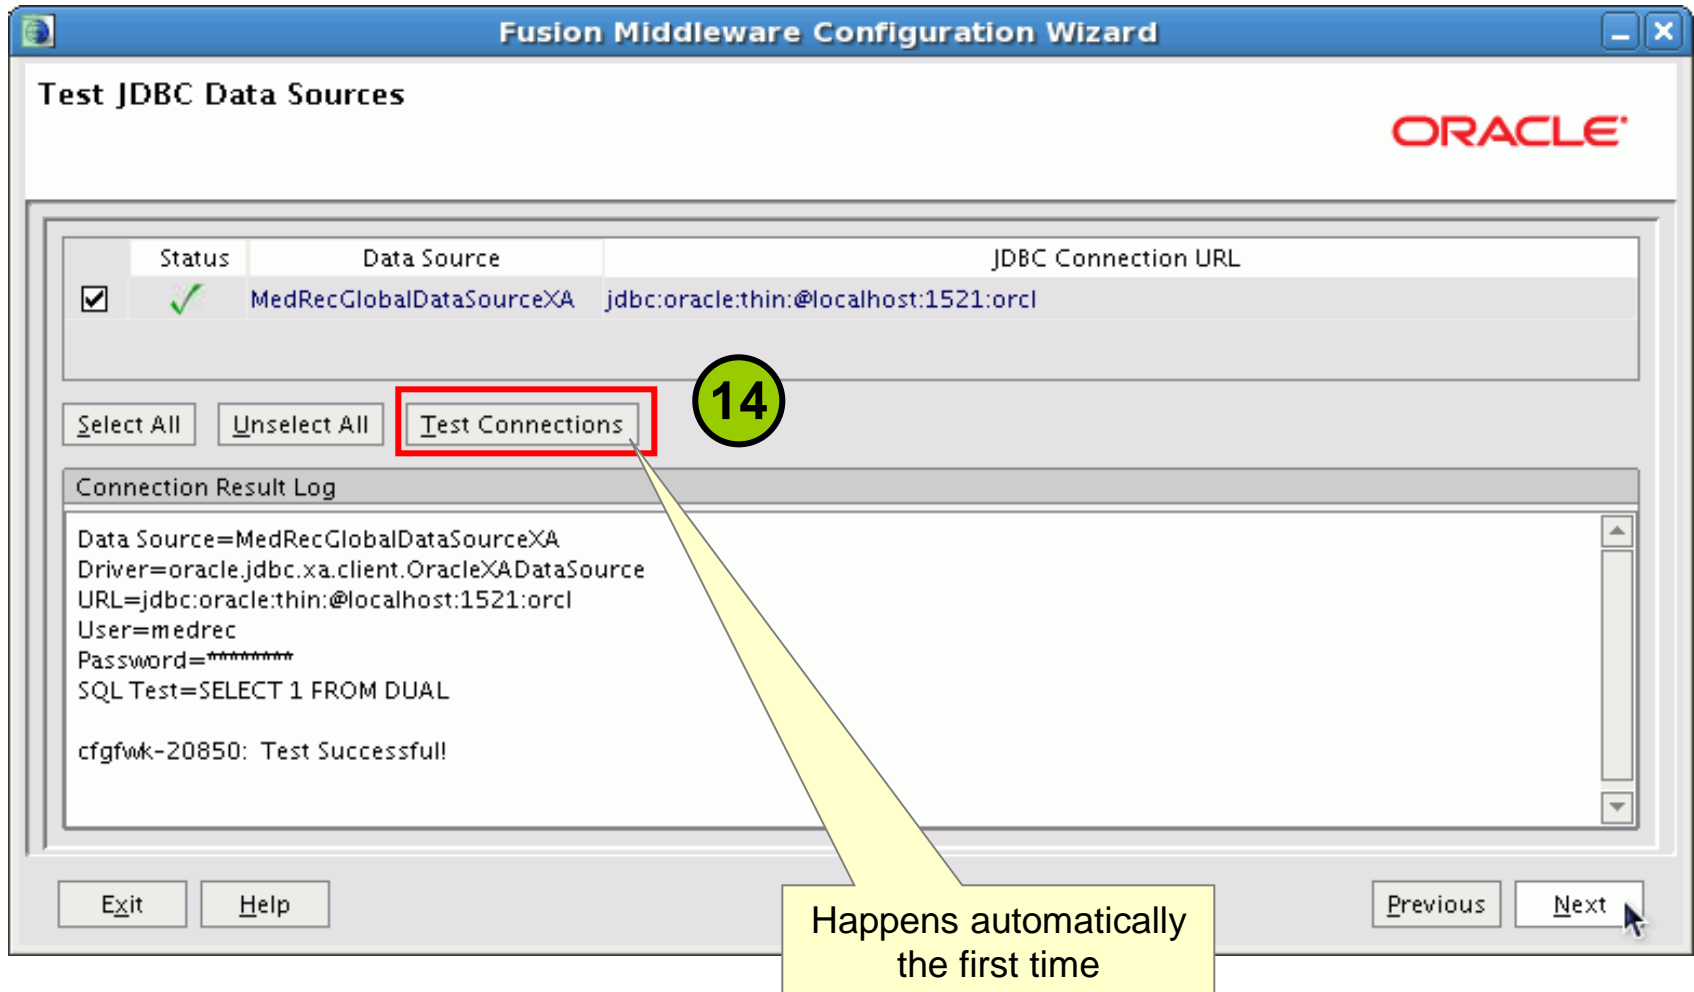 Fusion Middleware Configuration Wizard
Test JDBC Data Sources
ORACLE
Status Data Source JDBC Connection URL
MedRecGlobalDataSourceXA jdbc:oracle:thin:@localhost:1521:orcl
14
Select All Unselect All Test Connections
Connection Result Log
Data Source=MedRecGlobalDataSourceXA
Driver=oracle.jdbc.xa.client.OracleXADataSource
URL=jdbc:oracle:thin:@localhost:1521:orcl
User=medrec
Password=********
SQL Test=SELECT 1 FROM DUAL
cfgfwk-20850: Test Successful!
Exit Help Previous Next
Happens automatically
the first time